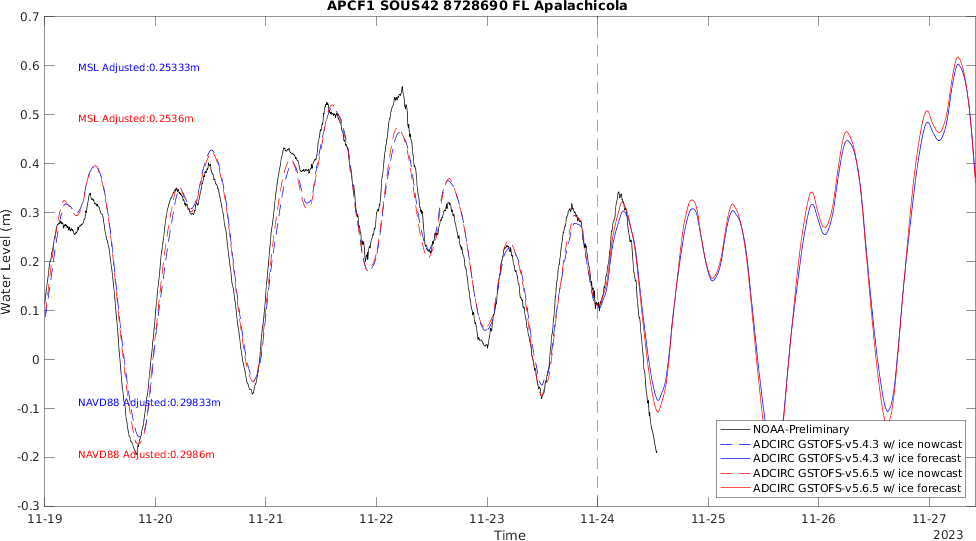 APCF1 SOUS42 8728690 FL Apalachicola
0.7
0.6
0.5
0.4
0.3
0.2
0.1
0
-0.1
-0.2
-0.3
Water Level (m)
MSL Adjusted:0.25333m
MSL Adjusted:0.2536m
NAVD88 Adjusted:0.29833m
NAVD88 Adjusted:0.2986m
NOAA-Preliminary
ADCIRC GSTOFS-v5.4.3 w/ ice nowcast
ADCIRC GSTOFS-v5.4.3 w/ ice forecast
ADCIRC GSTOFS-v5.6.5 w/ ice nowcast
ADCIRC GSTOFS-v5.6.5 w/ ice forecast
11-19 11-20 11-21 11-22 11-23 11-24 11-25 11-26 11-27
Time
2023